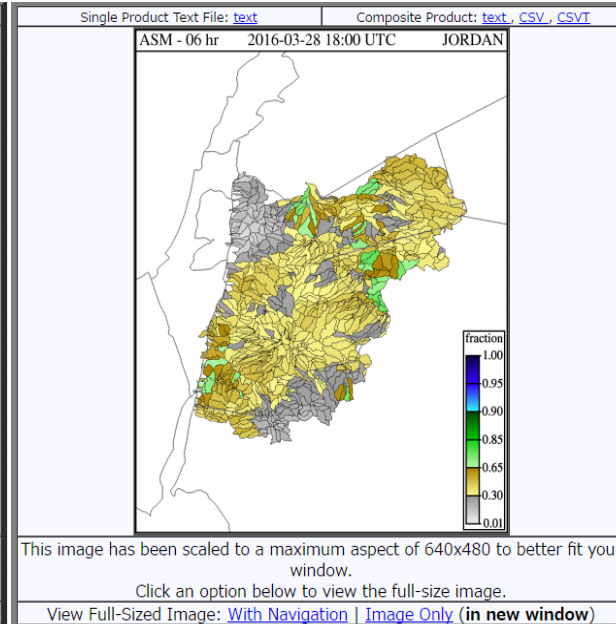 Single Product Text File: text
Composite Product: text , CSV , CSVT
ASM - 06 hr 2016-03-28 18:00 UTC JORDAN
fraction
1.00
0.95
0.90
0.85
0.65
0.30
0.01
This image has been scaled to a maximum aspect of 640x480 to better fit you
window.
Click an option below to view the full-size image.
View Full-Sized Image: With Navigation | Image Only (in new window)